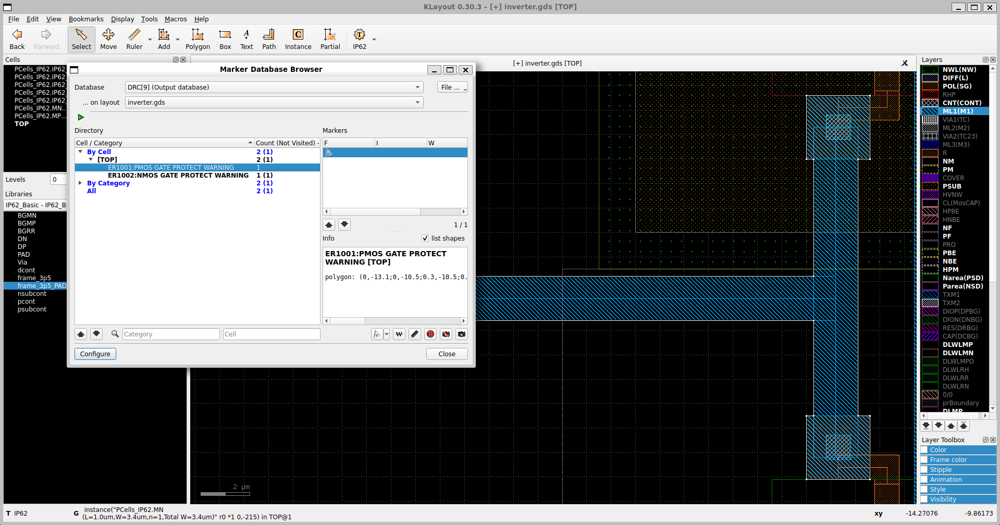 KLayout 0.30.3 - [+] inverter.gds [TOP]
File Edit View Bookmarks Display Tools Macros Help
Back Forward Select Move Ruler Add Polygon Box Text Path Instance Partial IP62
Cells
PCells_IP62.IP62_
PCells_IP62.IP62_
PCells_IP62.IP62_
PCells_IP62.IP62_
PCells_IP62.IP62_
PCells_IP62.MN...
PCells_IP62.MP...
TOP
Levels 0
Libraries
IP62_Basic - IP62_B
BGMN
BGMP
BGRR
DN
DP
PAD
Via
dcont
frame_3p5
frame_3p5_PAD
nsubcont
pcont
psubcont
Marker Database Browser
Database DRC[9] (Output database) File ...
... on layout inverter.gds
Directory
Cell / Category Count (Not Visited) -
By Cell 2 (1)
[TOP] 2 (1)
ER1001:PMOS GATE PROTECT WARNING 1
ER1002:NMOS GATE PROTECT WARNING 1 (1)
By Category 2 (1)
All 2 (1)
Markers
F I W
1 / 1
Info list shapes
ER1001:PMOS GATE PROTECT
WARNING [TOP]
polygon: (0,-13.1;0,-10.5;0.3,-10.5;0.
Category Cell
W
Configure Close
[+] inverter.gds [TOP]
2 μm
Layers
NWL(NW)
DIFF(L)
POL(SG)
RHP
CNT(CONT)
ML1(M1)
VIA1(TC)
ML2(M2)
VIA2(TC23)
ML3(M3)
R
NM
PM
COVER
PSUB
HVNW
CL(MosCAP)
HPBE
HNBE
NF
PF
PRO
PBE
NBE
HPM
Narea(PSD)
Parea(NSD)
TXM1
TXM2
DIOP(DPBG)
DION(DNBG)
RES(DRBG)
CAP(DCBG)
DLWLMP
DLWLMN
DLWLMPO
DLWLRH
DLWLRR
DLWLRN
0/0
prBoundary
DLMP
Layer Toolbox
Color
Frame color
Stipple
Animation
Style
Visibility
T IP62 G instance("PCells_IP62.MN
(L=1.0um,W=3.4um,n=1,Total W=3.4um)" r0 *1 0,-215) in TOP@1
xy -14.27076 -9.86173